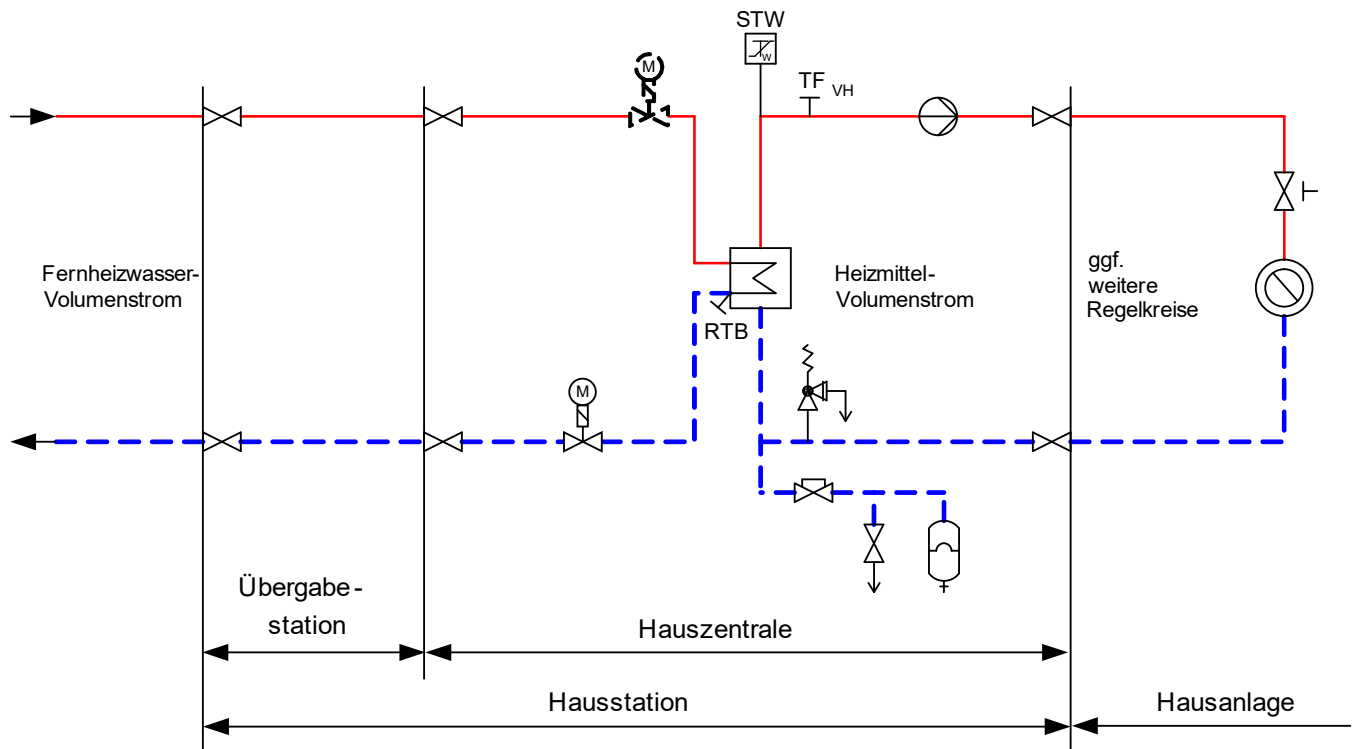 STW
W
M
TF VH
Fernheizwasser-
Volumenstrom
Heizmittel-
Volumenstrom
ggf.
weitere
Regelkreise
RTB
M
Übergabe-
station
Hauszentrale
Hausstation
Hausanlage